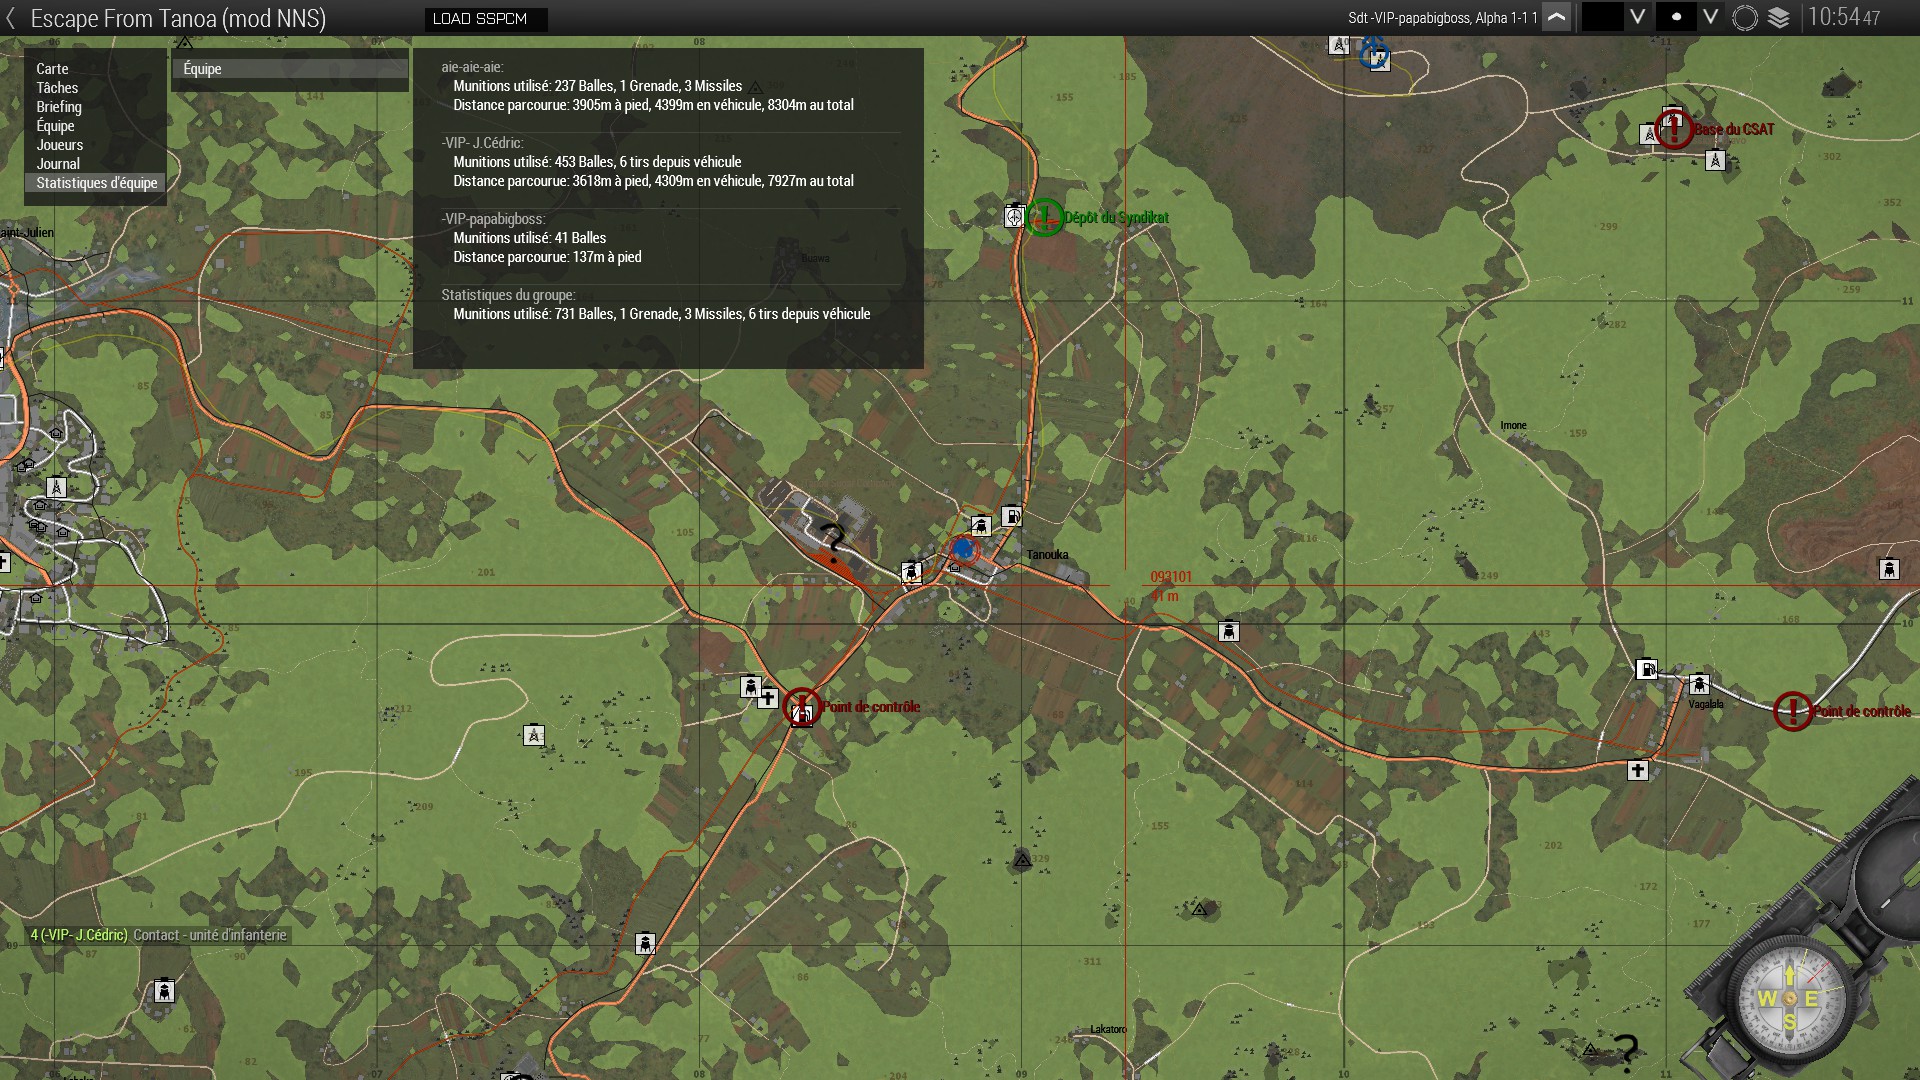 Escape From Tanoa (mod NNS)
LOAD SSPCM
Sdt -VIP-papabigboss, Alpha 1-1 1
10:54 47
Carte
Tâches
Briefing
Équipe
Joueurs
Journal
Statistiques d'équipe
Équipe
aie-aie-aie:
Munitions utilisé: 237 Balles, 1 Grenade, 3 Missiles
Distance parcourue: 3905m à pied, 4399m en véhicule, 8304m au total
-VIP- J.Cédric:
Munitions utilisé: 453 Balles, 6 tirs depuis véhicule
Distance parcourue: 3618m à pied, 4309m en véhicule, 7927m au total
-VIP-papabigboss:
Munitions utilisé: 41 Balles
Distance parcourue: 137m à pied
Statistiques du groupe:
Munitions utilisé: 731 Balles, 1 Grenade, 3 Missiles, 6 tirs depuis véhicule
Base du CSAT
Dépôt du Syndikat
aint-Julien
Buawa
Imone
Tanouka
093101
41 m
Point de contrôle
Vagalala
Point de contrôle
4 (-VIP- J.Cédric) Contact - unité d'infanterie
Lakatoro
W E
S